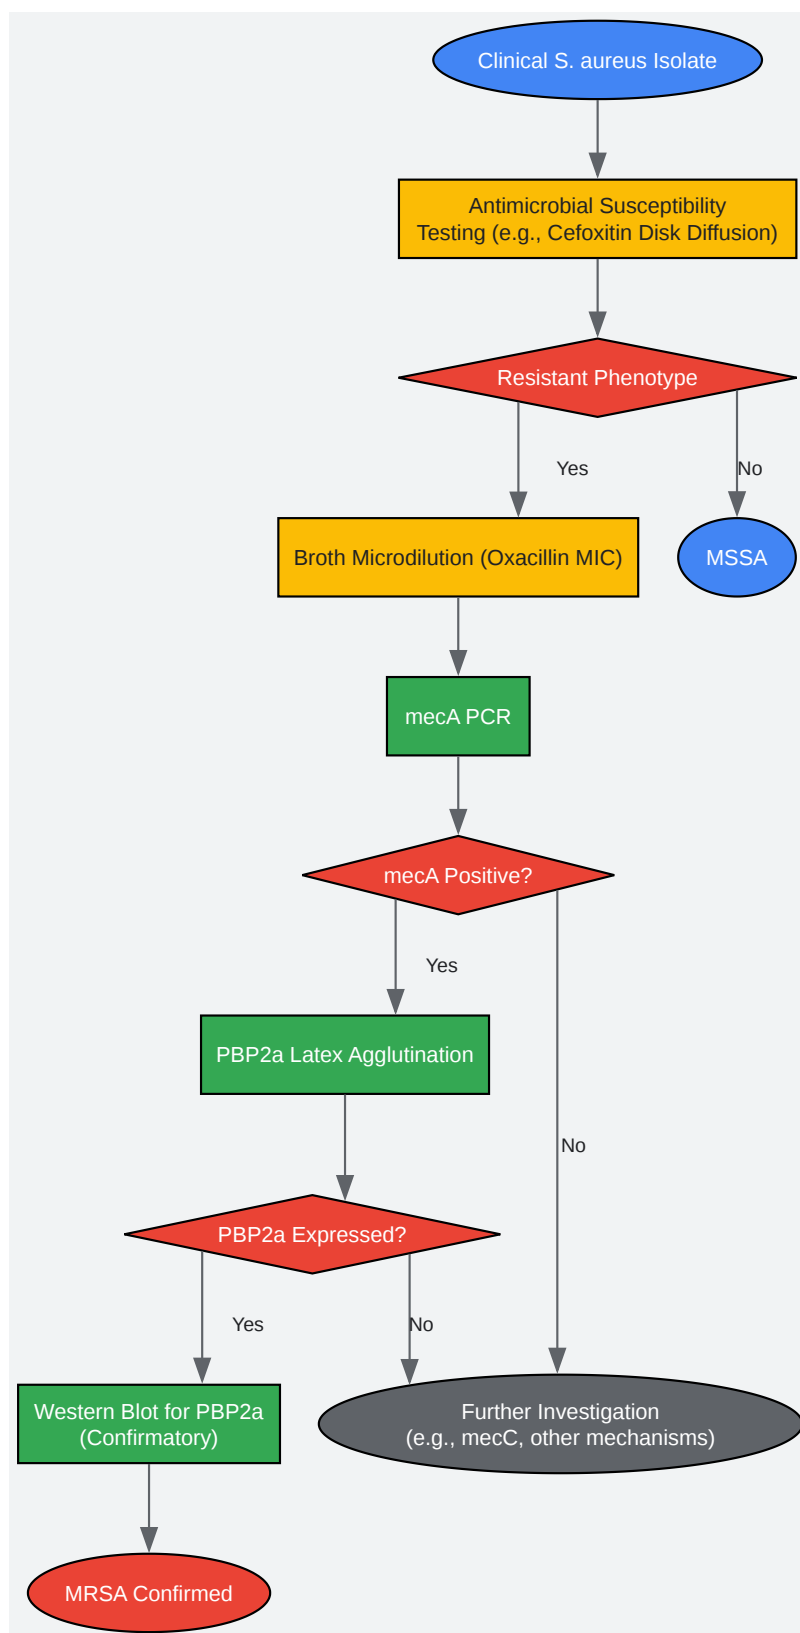 Clinical S. aureus Isolate
Antimicrobial Susceptibility
Testing (e.g., Cefoxitin Disk Diffusion)
Resistant Phenotype
Yes
No
Broth Microdilution (Oxacillin MIC)
MSSA
mecA PCR
mecA Positive?
Yes
PBP2a Latex Agglutination
No
PBP2a Expressed?
Yes
No
Western Blot for PBP2a
(Confirmatory)
Further Investigation
(e.g., mecC, other mechanisms)
MRSA Confirmed